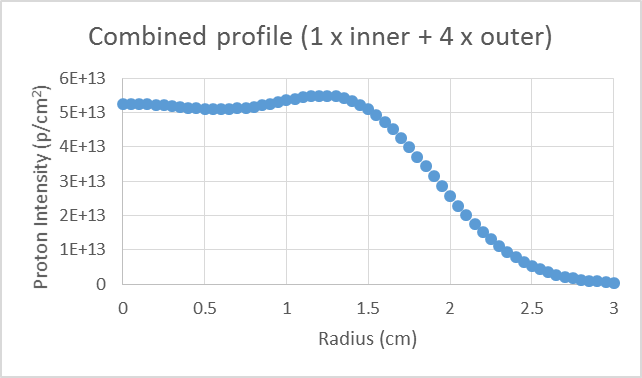 Combined profile (1 x inner + 4 x outer)
6E+13
5E+13
4E+13
3E+13
2E+13
1E+13
0
Proton Intensity (p/cm²)
0 0.5 1 1.5 2 2.5 3
Radius (cm)